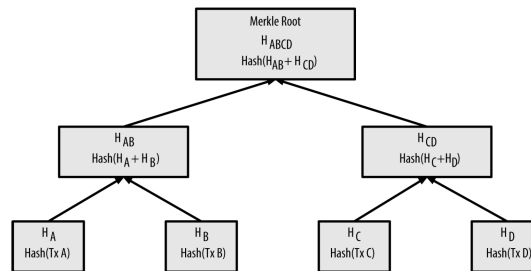 Merkle Root
H ABCD
Hash(H AB + H CD)
H AB
Hash(H A + H B)
H CD
Hash(H C+H D)
H A
Hash(Tx A)
H B
Hash(Tx B)
H C
Hash(Tx C)
H D
Hash(Tx D)